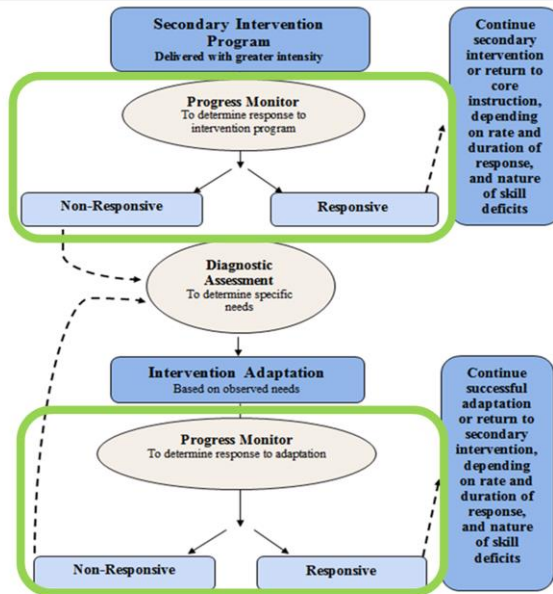 Secondary Intervention
Program
Delivered with greater intensity
Continue
secondary
intervention
or return to
core
instruction,
depending
on rate and
duration of
response,
and nature
of skill
deficits
Progress Monitor
To determine response to
intervention program
Non-Responsive
Responsive
Diagnostic
Assessment
To determine specific
needs
Intervention Adaptation
Based on observed needs
Continue
successful
adaptation
or return to
secondary
intervention,
depending
on rate and
duration of
response,
and nature
of skill
deficits
Progress Monitor
To determine response to adaptation
Non-Responsive
Responsive